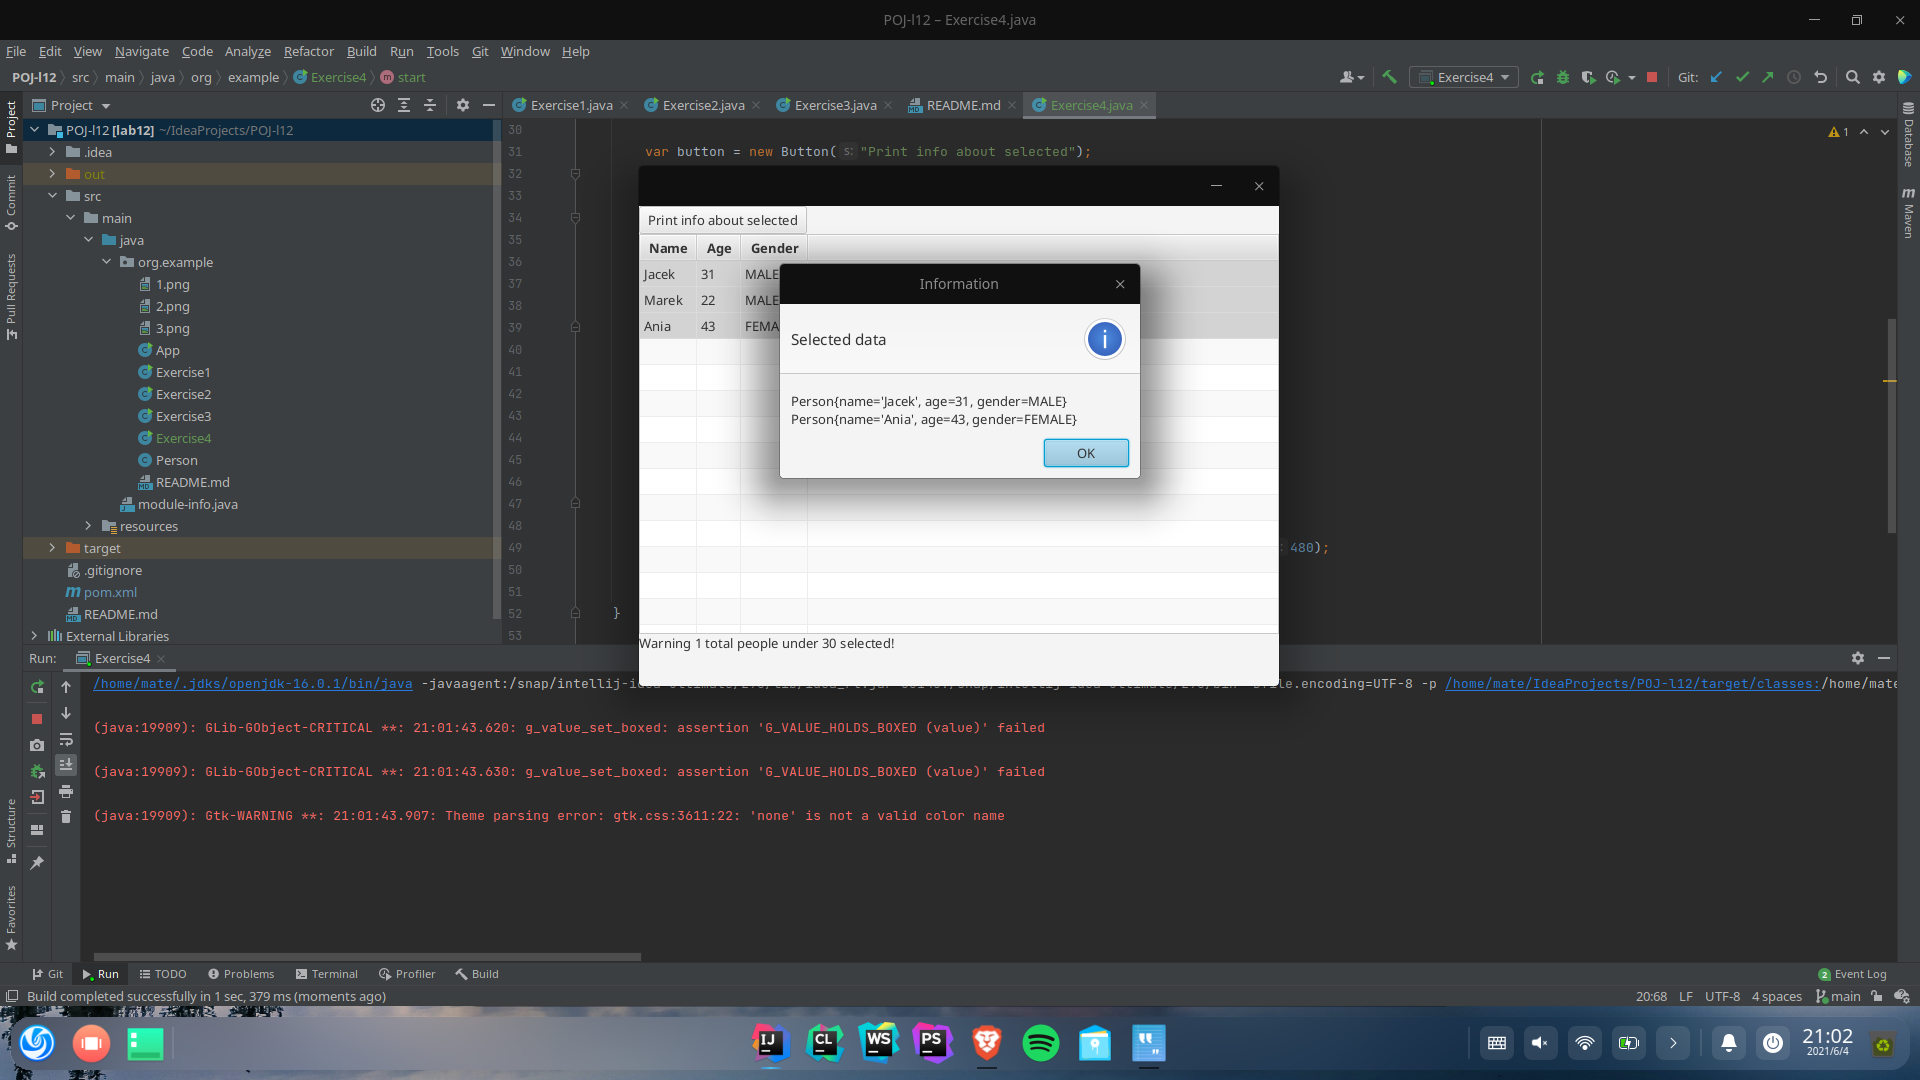 POJ-l12 – Exercise4.java
File Edit View Navigate Code Analyze Refactor Build Run Tools Git Window Help
POJ-l12 src main java org example Exercise4 start
Exercise4
Git:
Project
Exercise1.java Exercise2.java Exercise3.java README.md Exercise4.java
Project
Commit
Pull Requests
Structure
Favorites
Database
Maven
POJ-l12 [lab12] ~/IdeaProjects/POJ-l12
.idea
out
src
main
java
org.example
1.png
2.png
3.png
App
Exercise1
Exercise2
Exercise3
Exercise4
Person
README.md
module-info.java
resources
target
.gitignore
pom.xml
README.md
External Libraries
30
31 var button = new Button( s: "Print info about selected");
32
33
34
35
36
37
38
39
40
41
42
43
44
45
46
47
48
49 : 480);
50
51
52 }
53
1
Print info about selected
Name Age Gender
Jacek 31 MALE
Marek 22 MALE
Ania 43 FEMA
Information
Selected data
Person{name='Jacek', age=31, gender=MALE}
Person{name='Ania', age=43, gender=FEMALE}
OK
Warning 1 total people under 30 selected!
Run: Exercise4
/home/mate/.jdks/openjdk-16.0.1/bin/java -javaagent:/snap/intellij-idea .encoding=UTF-8 -p /home/mate/IdeaProjects/POJ-l12/target/classes:/home/mate
(java:19909): GLib-GObject-CRITICAL **: 21:01:43.620: g_value_set_boxed: assertion 'G_VALUE_HOLDS_BOXED (value)' failed
(java:19909): GLib-GObject-CRITICAL **: 21:01:43.630: g_value_set_boxed: assertion 'G_VALUE_HOLDS_BOXED (value)' failed
(java:19909): Gtk-WARNING **: 21:01:43.907: Theme parsing error: gtk.css:3611:22: 'none' is not a valid color name
Git Run TODO Problems Terminal Profiler Build
2 Event Log
Build completed successfully in 1 sec, 379 ms (moments ago)
20:68 LF UTF-8 4 spaces main
IJ CL WS PS
21:02
2021/6/4